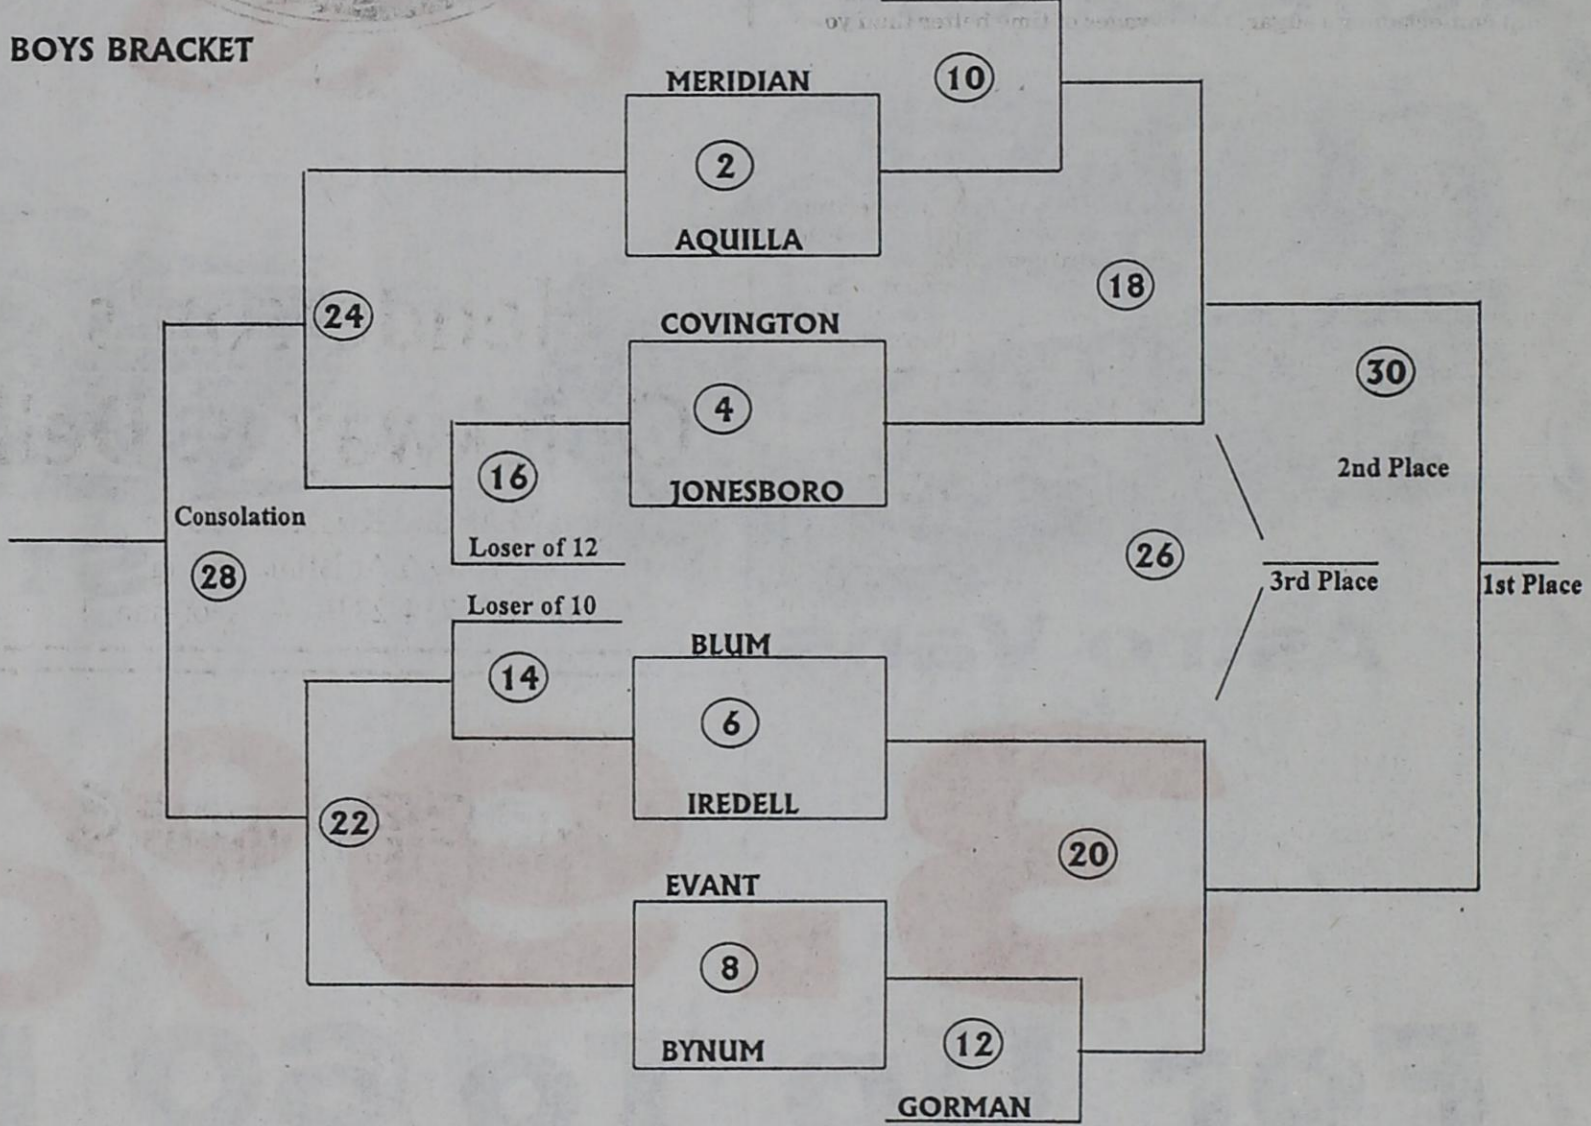 BOYS BRACKET
10
MERIDIAN
2
AQUILLA
18
24
COVINGTON
30
4
2nd Place
16
JONESBORO
Consolation
Loser of 12
26
28
3rd Place
1st Place
Loser of 10
BLUM
14
6
IREDELL
22
20
EVANT
8
12
BYNUM
GORMAN